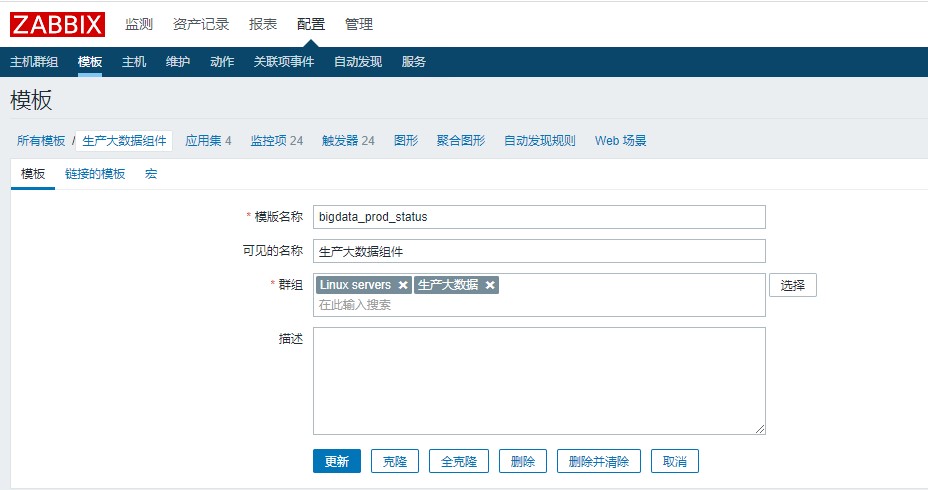 ZABBIX 监测 资产记录 报表 配置 管理
主机群组 模板 主机 维护 动作 关联项事件 自动发现 服务
模板
所有模板 / 生产大数据组件 应用集 4 监控项 24 触发器 24 图形 聚合图形 自动发现规则 Web 场景
模板 链接的模板 宏
* 模版名称 bigdata_prod_status
可见的名称 生产大数据组件
* 群组 Linux servers × 生产大数据 × 选择
在此输入搜索
描述
更新 克隆 全克隆 删除 删除并清除 取消